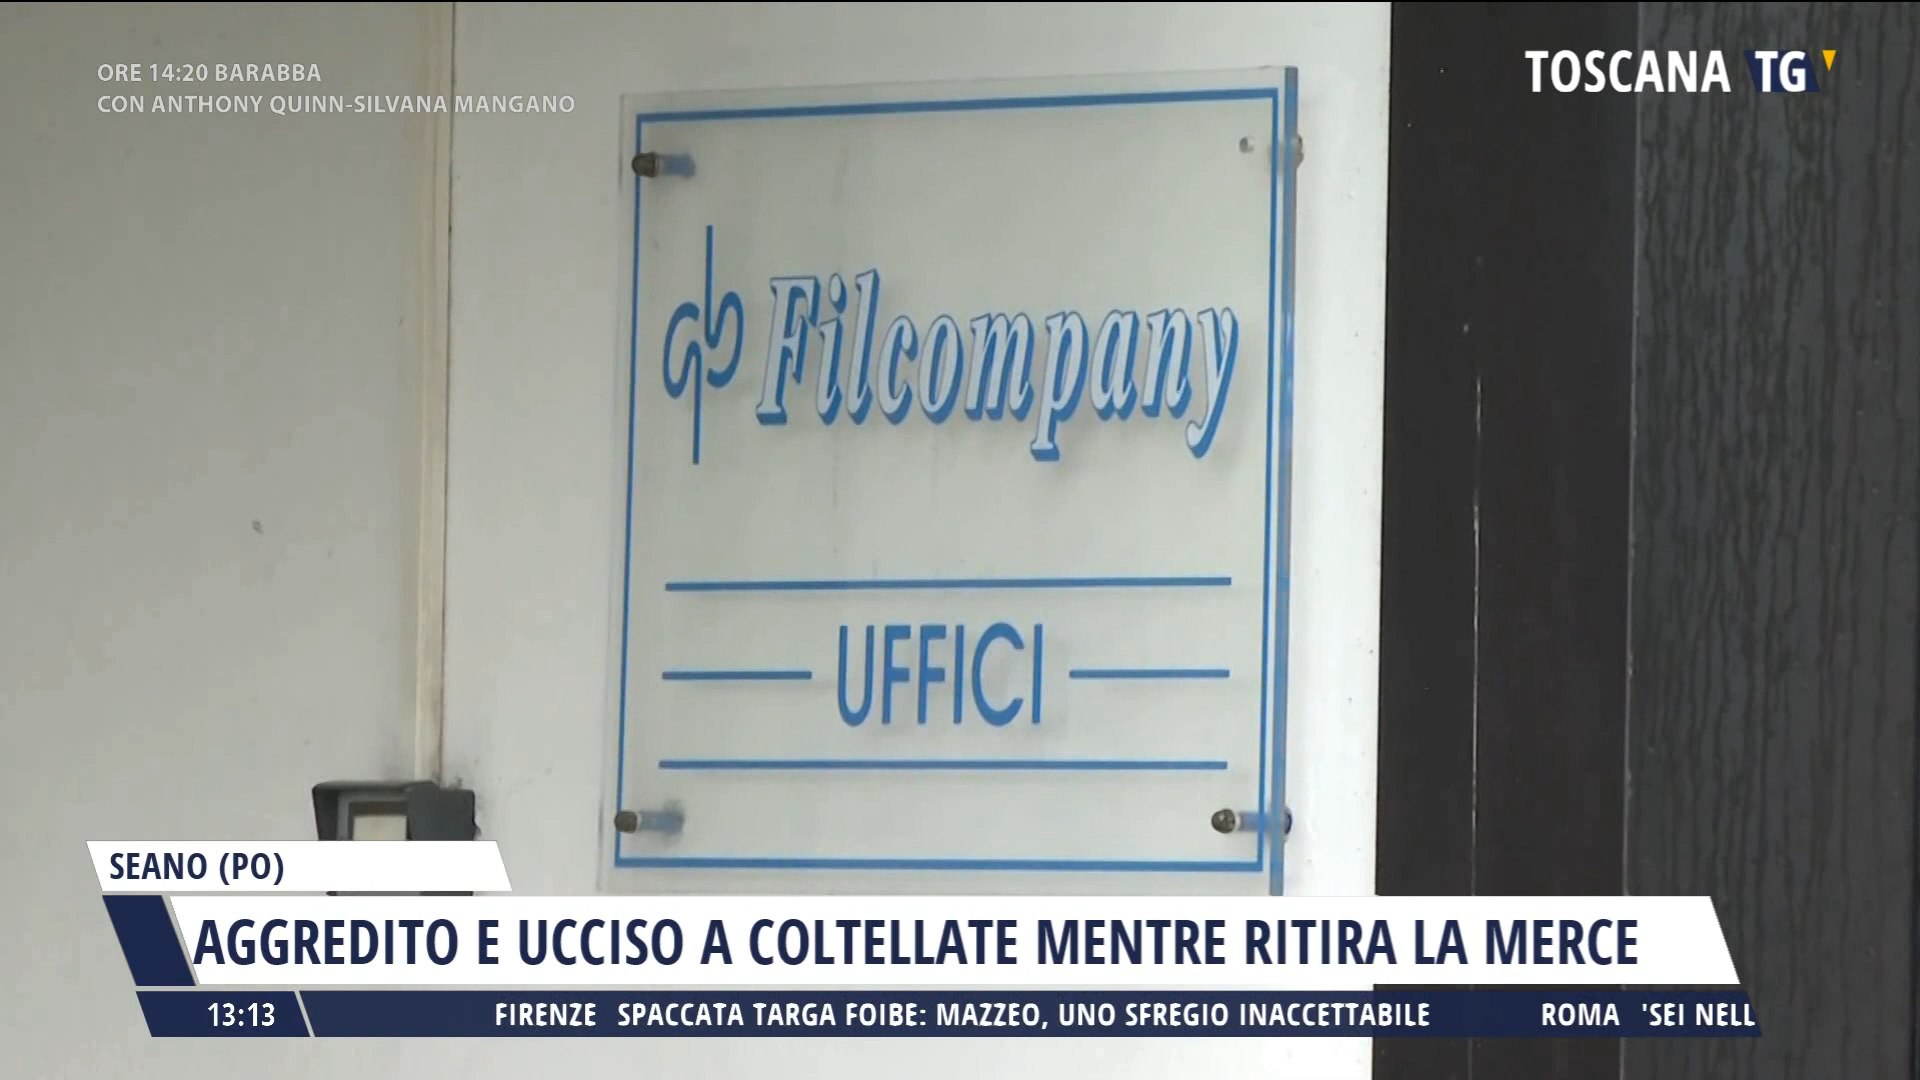 ORE 14:20 BARABBA
CON ANTHONY QUINN-SILVANA MANGANO
TOSCANA TG
Filcompany
UFFICI
SEANO (PO)
AGGREDITO E UCCISO A COLTELLATE MENTRE RITIRA LA MERCE
13:13 FIRENZE SPACCATA TARGA FOIBE: MAZZEO, UNO SFREGIO INACCETTABILE ROMA 'SEI NELL